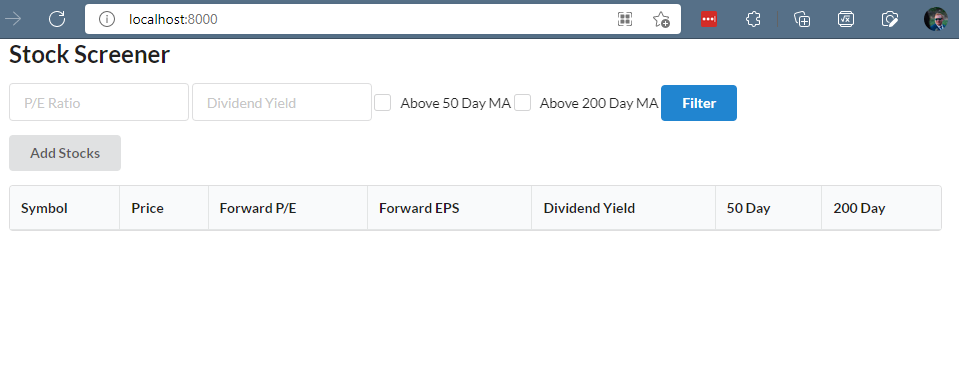 localhost:8000
Stock Screener
P/E Ratio Dividend Yield Above 50 Day MA Above 200 Day MA Filter
Add Stocks
Symbol Price Forward P/E Forward EPS Dividend Yield 50 Day 200 Day